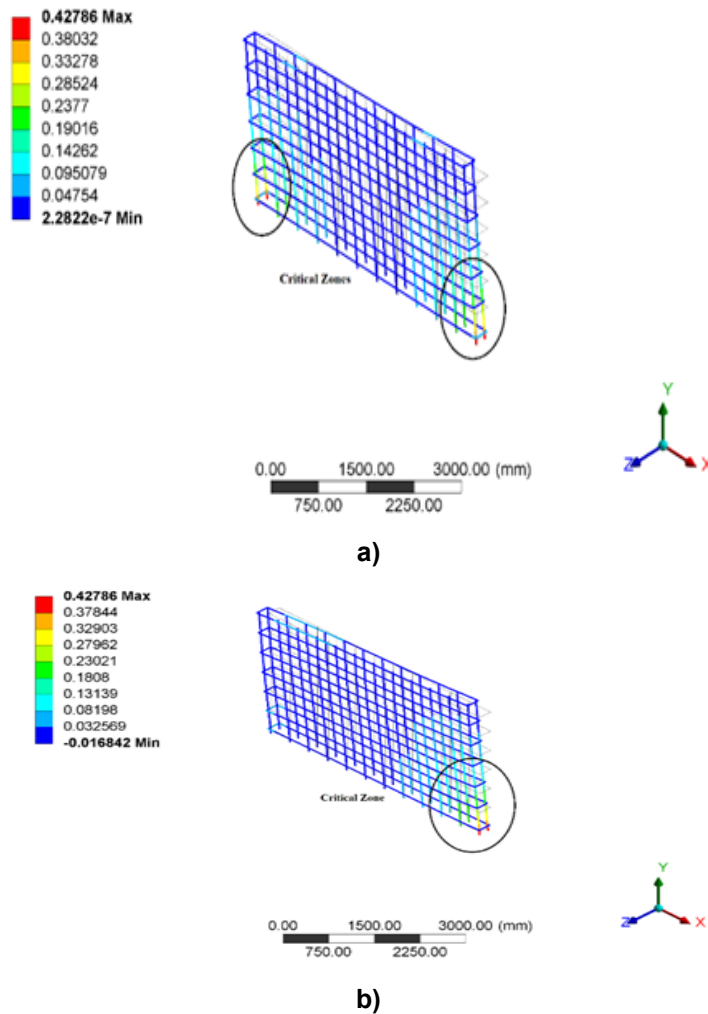 0.42786 Max
0.38032
0.33278
0.28524
0.2377
0.19016
0.14262
0.095079
0.04754
2.2822e-7 Min
Critical Zones
Y
Z
X
0.00 1500.00 3000.00 (mm)
750.00 2250.00
a)
0.42786 Max
0.37844
0.32903
0.27962
0.23021
0.1808
0.13139
0.08198
0.032569
-0.016842 Min
Critical Zone
Y
Z
X
0.00 1500.00 3000.00 (mm)
750.00 2250.00
b)